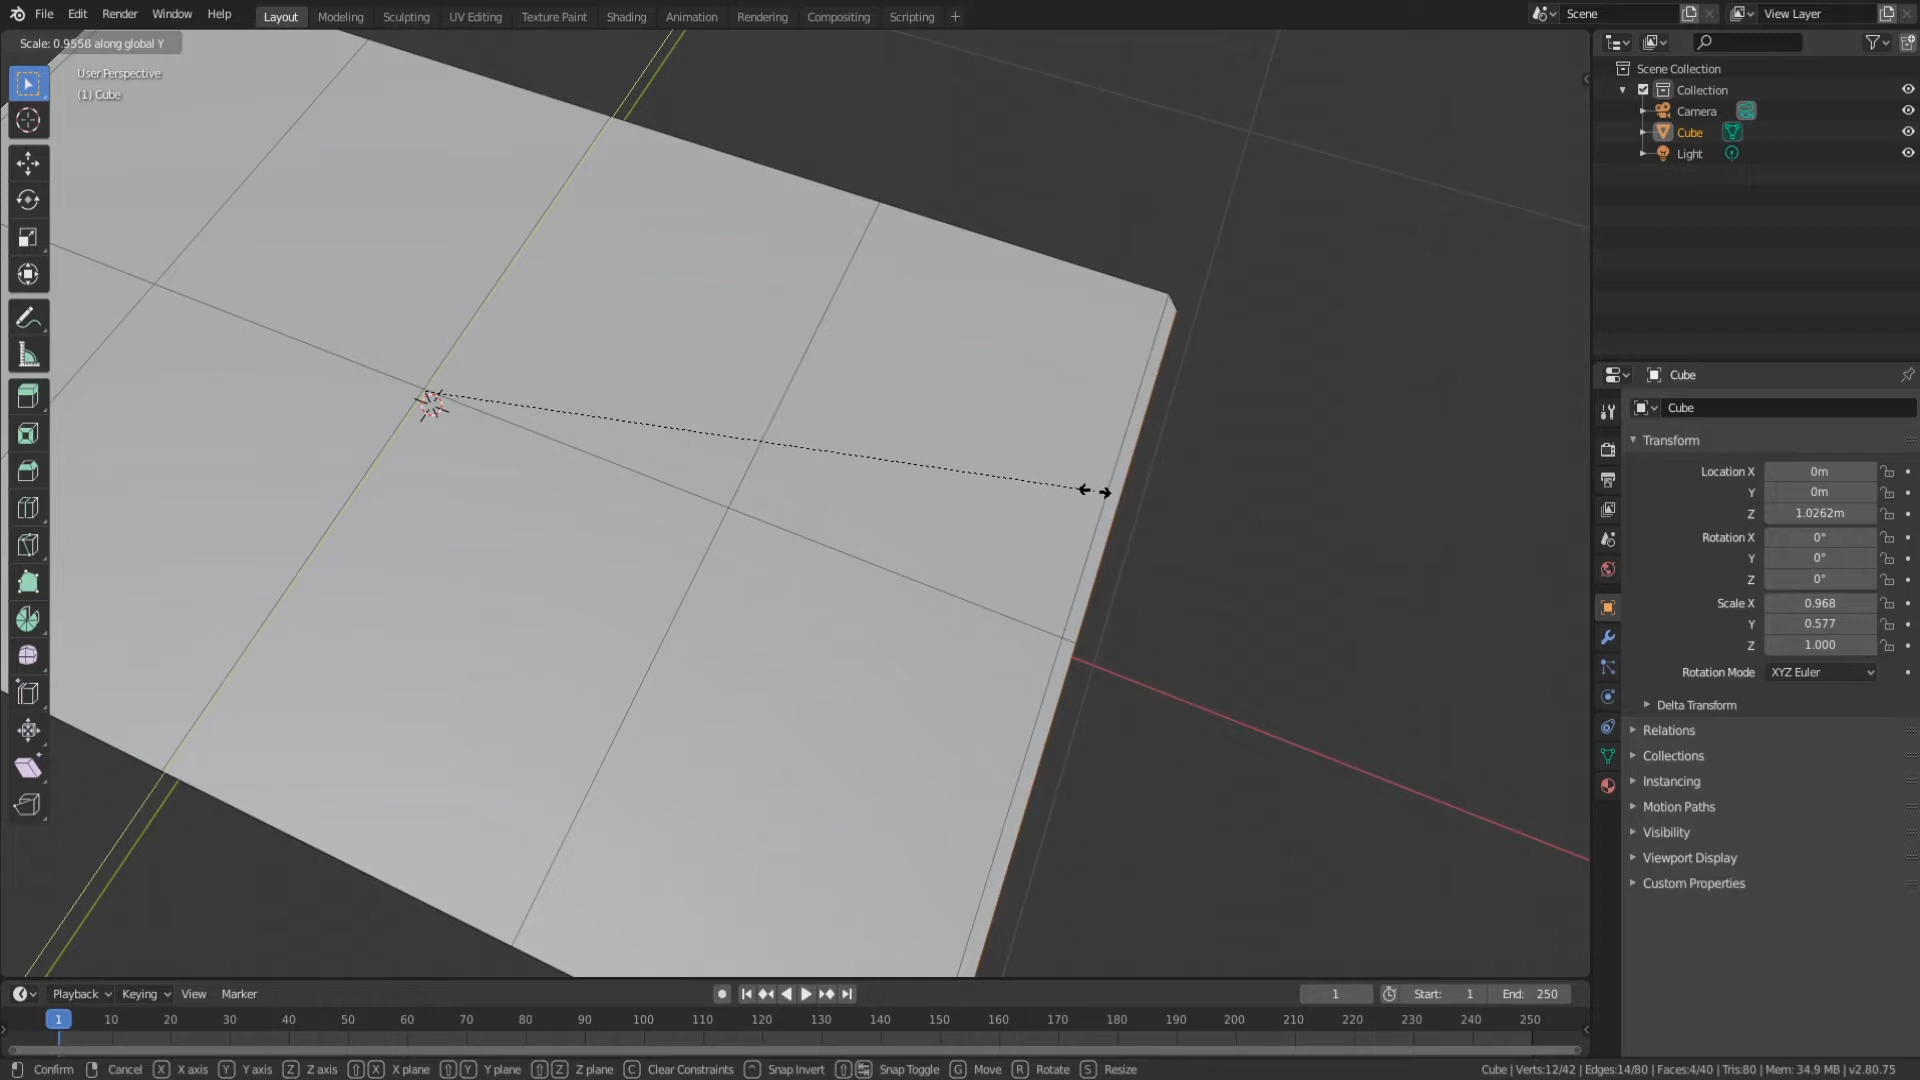 File Edit Render Window Help Layout Modeling Sculpting UV Editing Texture Paint Shading Animation Rendering Compositing Scripting Scene View Layer
Scale: 0.9558 along global Y
User Perspective
(1) Cube
Scene Collection
Collection
Camera
Cube
Light
Cube
Cube
Transform
Location X 0m
Y 0m
Z 1.0262m
Rotation X 0°
Y 0°
Z 0°
Scale X 0.968
Y 0.577
Z 1.000
Rotation Mode XYZ Euler
Delta Transform
Relations
Collections
Instancing
Motion Paths
Visibility
Viewport Display
Custom Properties
Playback Keying View Marker 1 Start: 1 End: 250
1 10 20 30 40 50 60 70 80 90 100 110 120 130 140 150 160 170 180 190 200 210 220 230 240 250
Confirm Cancel X X axis Y Y axis Z Z axis X X plane Y Y plane Z Z plane C Clear Constraints Snap Invert Snap Toggle G Move R Rotate S Resize Cube | Verts:12/42 | Edges:14/80 | Faces:4/40 | Tris:80 | Mem: 34.9 MB | v2.80.75